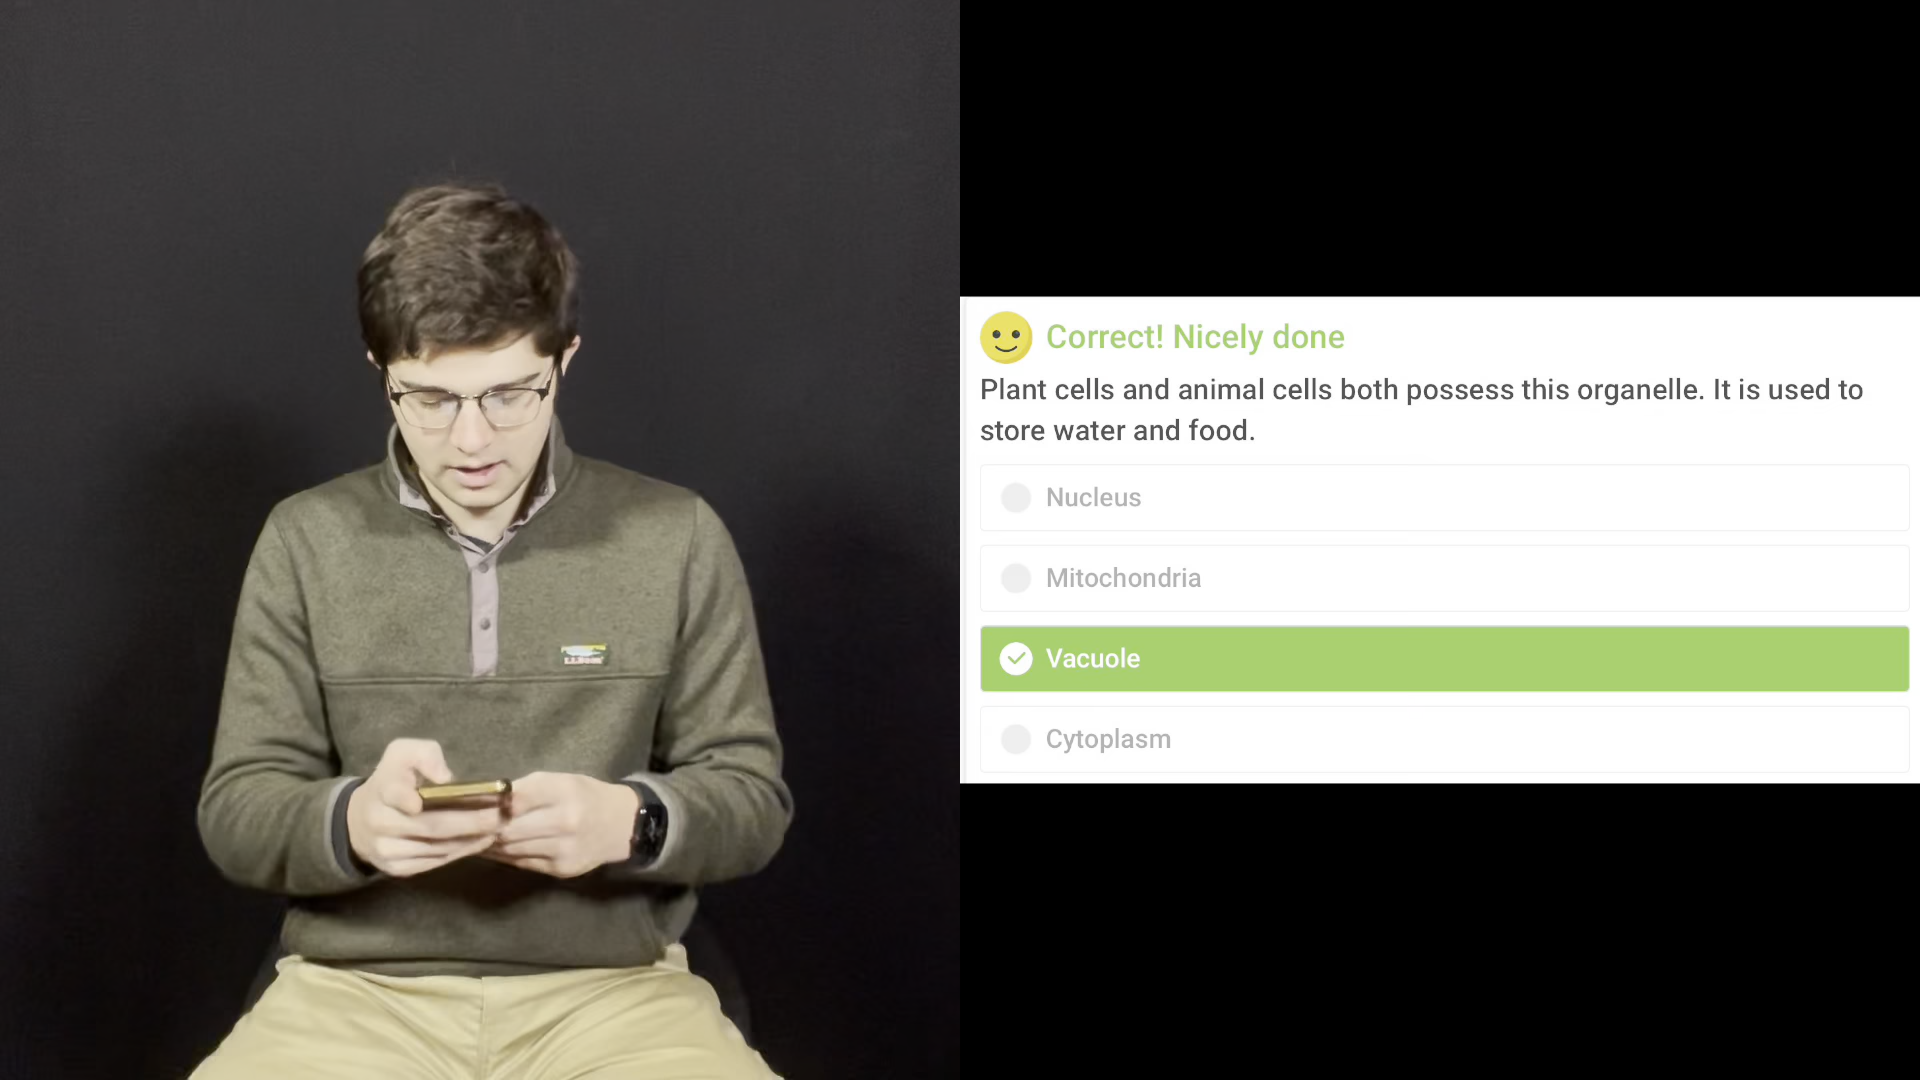 Correct! Nicely done
Plant cells and animal cells both possess this organelle. It is used to
store water and food.
Nucleus
Mitochondria
Vacuole
Cytoplasm
L.L.Bean